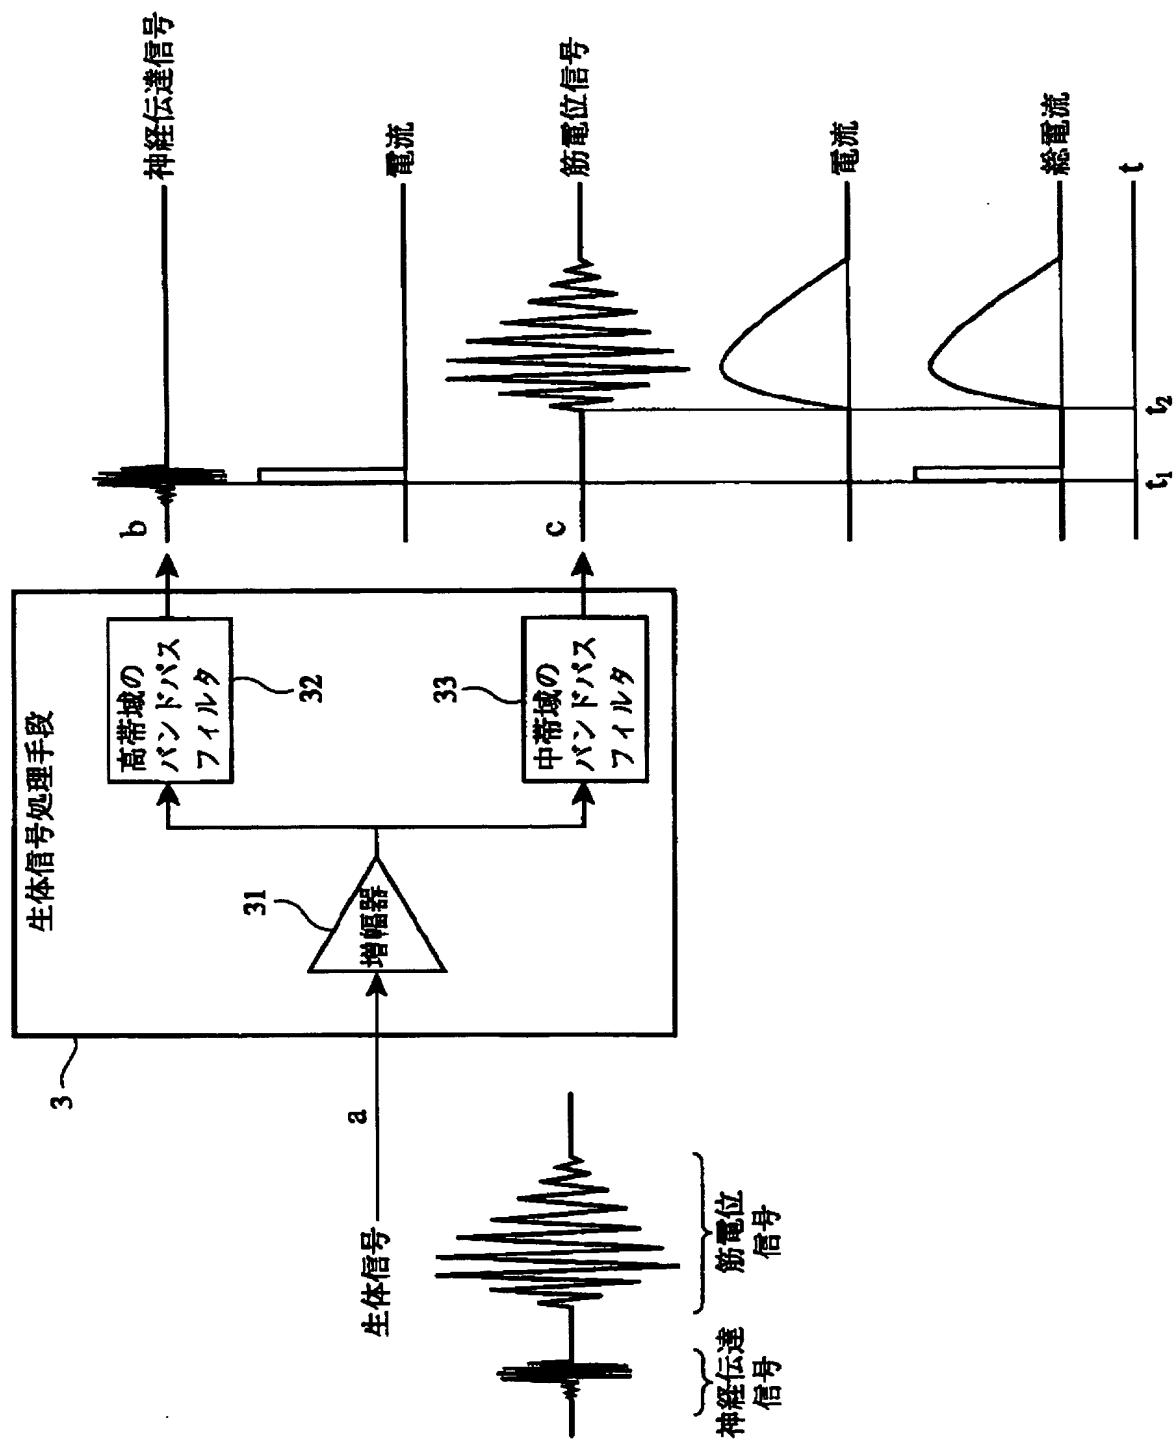 生体信号処理手段
3
生体信号
a
31
増幅器
高帯域の
バンドパス
フィルタ
32
中帯域の
バンドパス
フィルタ
33
b
神経伝達信号
電流
c
筋電位信号
電流
総電流
t1
t2
t
神経伝達
信号
筋電位
信号